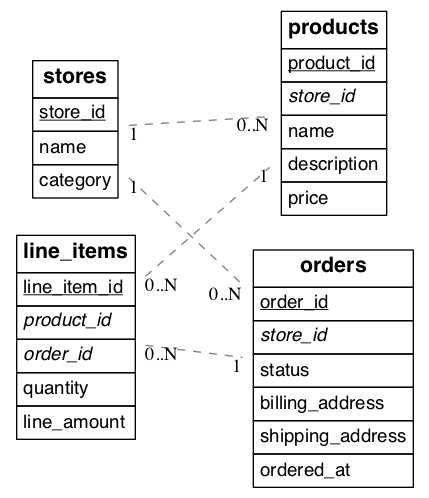 stores
store_id
name
category
products
product_id
store_id
name
description
price
1
0..N
1
1
0..N
0..N
line_items
line_item_id
product_id
order_id
quantity
line_amount
0..N
1
orders
order_id
store_id
status
billing_address
shipping_address
ordered_at